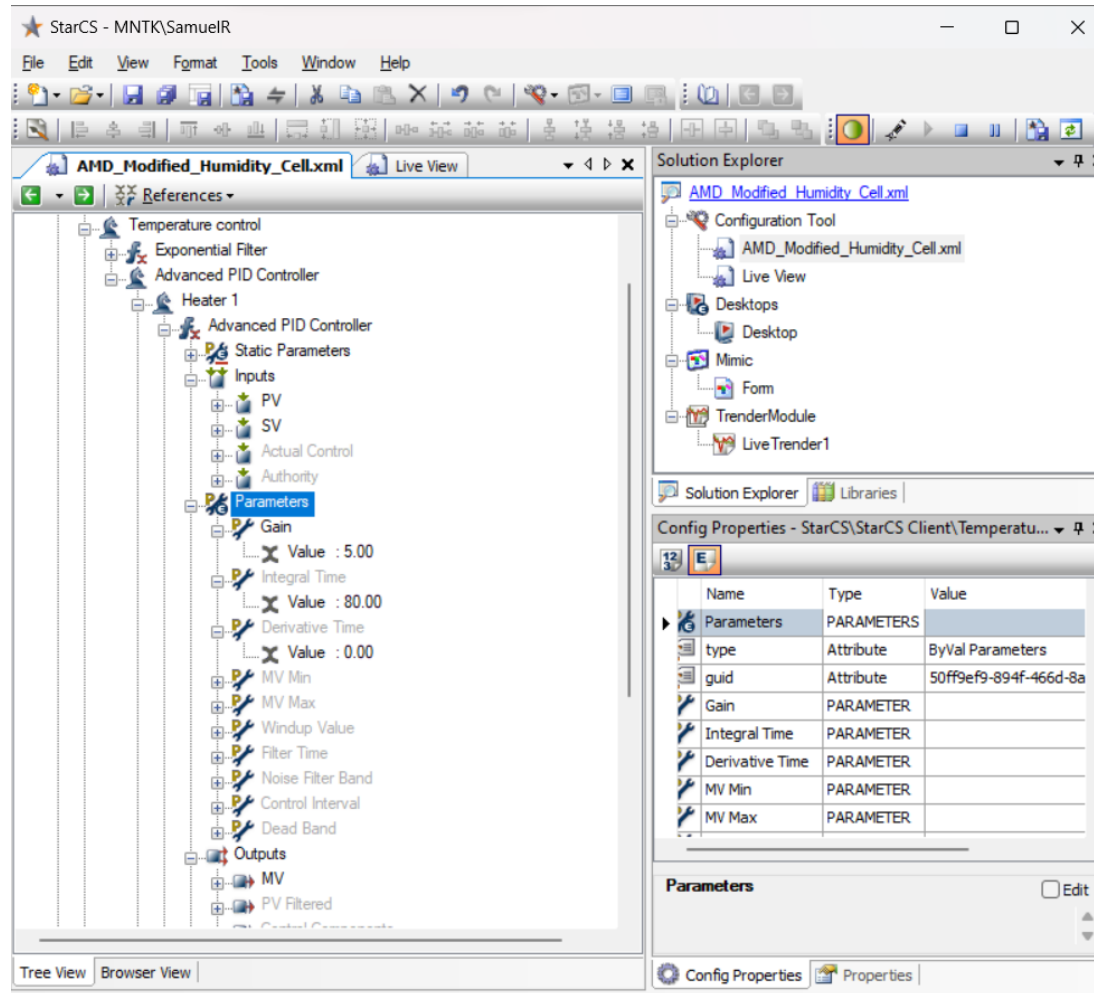 StarCS - MNTK\SamuelR
File Edit View Format Tools Window Help
AMD_Modified_Humidity_Cell.xml Live View
References
Temperature control
Exponential Filter
Advanced PID Controller
Heater 1
Advanced PID Controller
Static Parameters
Inputs
PV
SV
Actual Control
Authority
Parameters
Gain
Value : 5.00
Integral Time
Value : 80.00
Derivative Time
Value : 0.00
MV Min
MV Max
Windup Value
Filter Time
Noise Filter Band
Control Interval
Dead Band
Outputs
MV
PV Filtered
Control Components
Tree View Browser View
Solution Explorer
AMD_Modified_Humidity_Cell.xml
Configuration Tool
AMD_Modified_Humidity_Cell.xml
Live View
Desktops
Desktop
Mimic
Form
TrenderModule
LiveTrender1
Solution Explorer Libraries
Config Properties - StarCS\StarCS Client\Temperatu...
Name Type Value
Parameters PARAMETERS
type Attribute ByVal Parameters
guid Attribute 50ff9ef9-894f-466d-8a
Gain PARAMETER
Integral Time PARAMETER
Derivative Time PARAMETER
MV Min PARAMETER
MV Max PARAMETER
Parameters Edit
Config Properties Properties